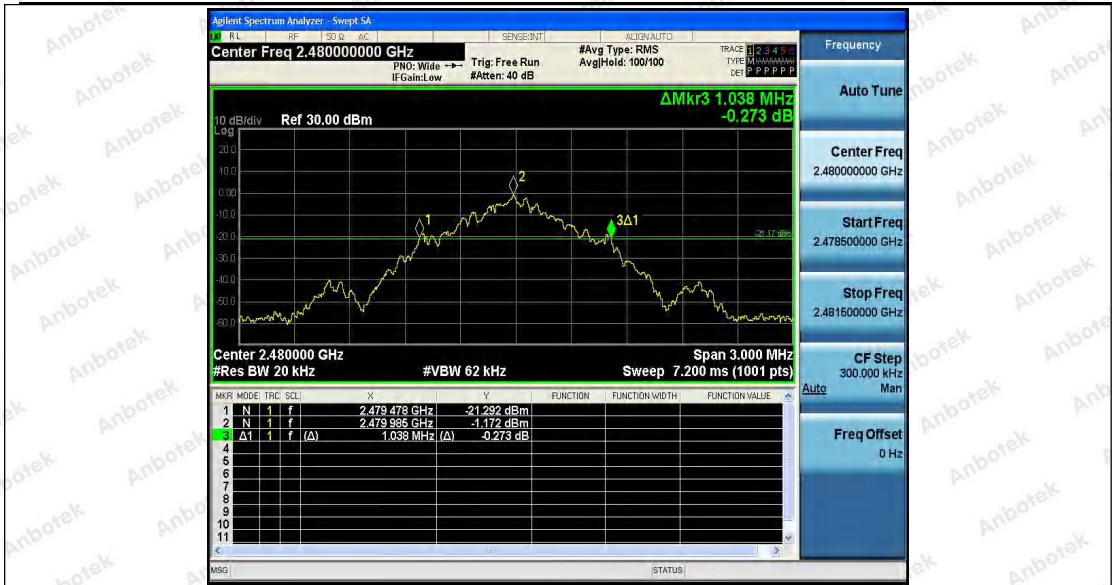 Agilent Spectrum Analyzer - Swept SA
RL RF 50 Ω AC SENSE:INT ALIGN AUTO
Center Freq 2.480000000 GHz
PNO: Wide
IFGain:Low
Trig: Free Run
#Atten: 40 dB
#Avg Type: RMS
Avg|Hold: 100/100
TRACE 1 2 3 4 5 6
TYPE M
DET P P P P P P
ΔMkr3 1.038 MHz
-0.273 dB
10 dB/div Ref 30.00 dBm
Log
20.0
10.0
0.00
-10.0
-20.0
-30.0
-40.0
-50.0
-60.0
1
2
3Δ1
-21.17 dBm
Center 2.480000 GHz Span 3.000 MHz
#Res BW 20 kHz #VBW 62 kHz Sweep 7.200 ms (1001 pts)
MKR MODE TRC SCL X Y FUNCTION FUNCTION WIDTH FUNCTION VALUE
1 N 1 f 2.479 478 GHz -21.292 dBm
2 N 1 f 2.479 985 GHz -1.172 dBm
3 Δ1 1 f (Δ) 1.038 MHz (Δ) -0.273 dB
4
5
6
7
8
9
10
11
MSG STATUS
Frequency
Auto Tune
Center Freq
2.480000000 GHz
Start Freq
2.478500000 GHz
Stop Freq
2.481500000 GHz
CF Step
300.000 kHz
Auto Man
Freq Offset
0 Hz
Anbotek